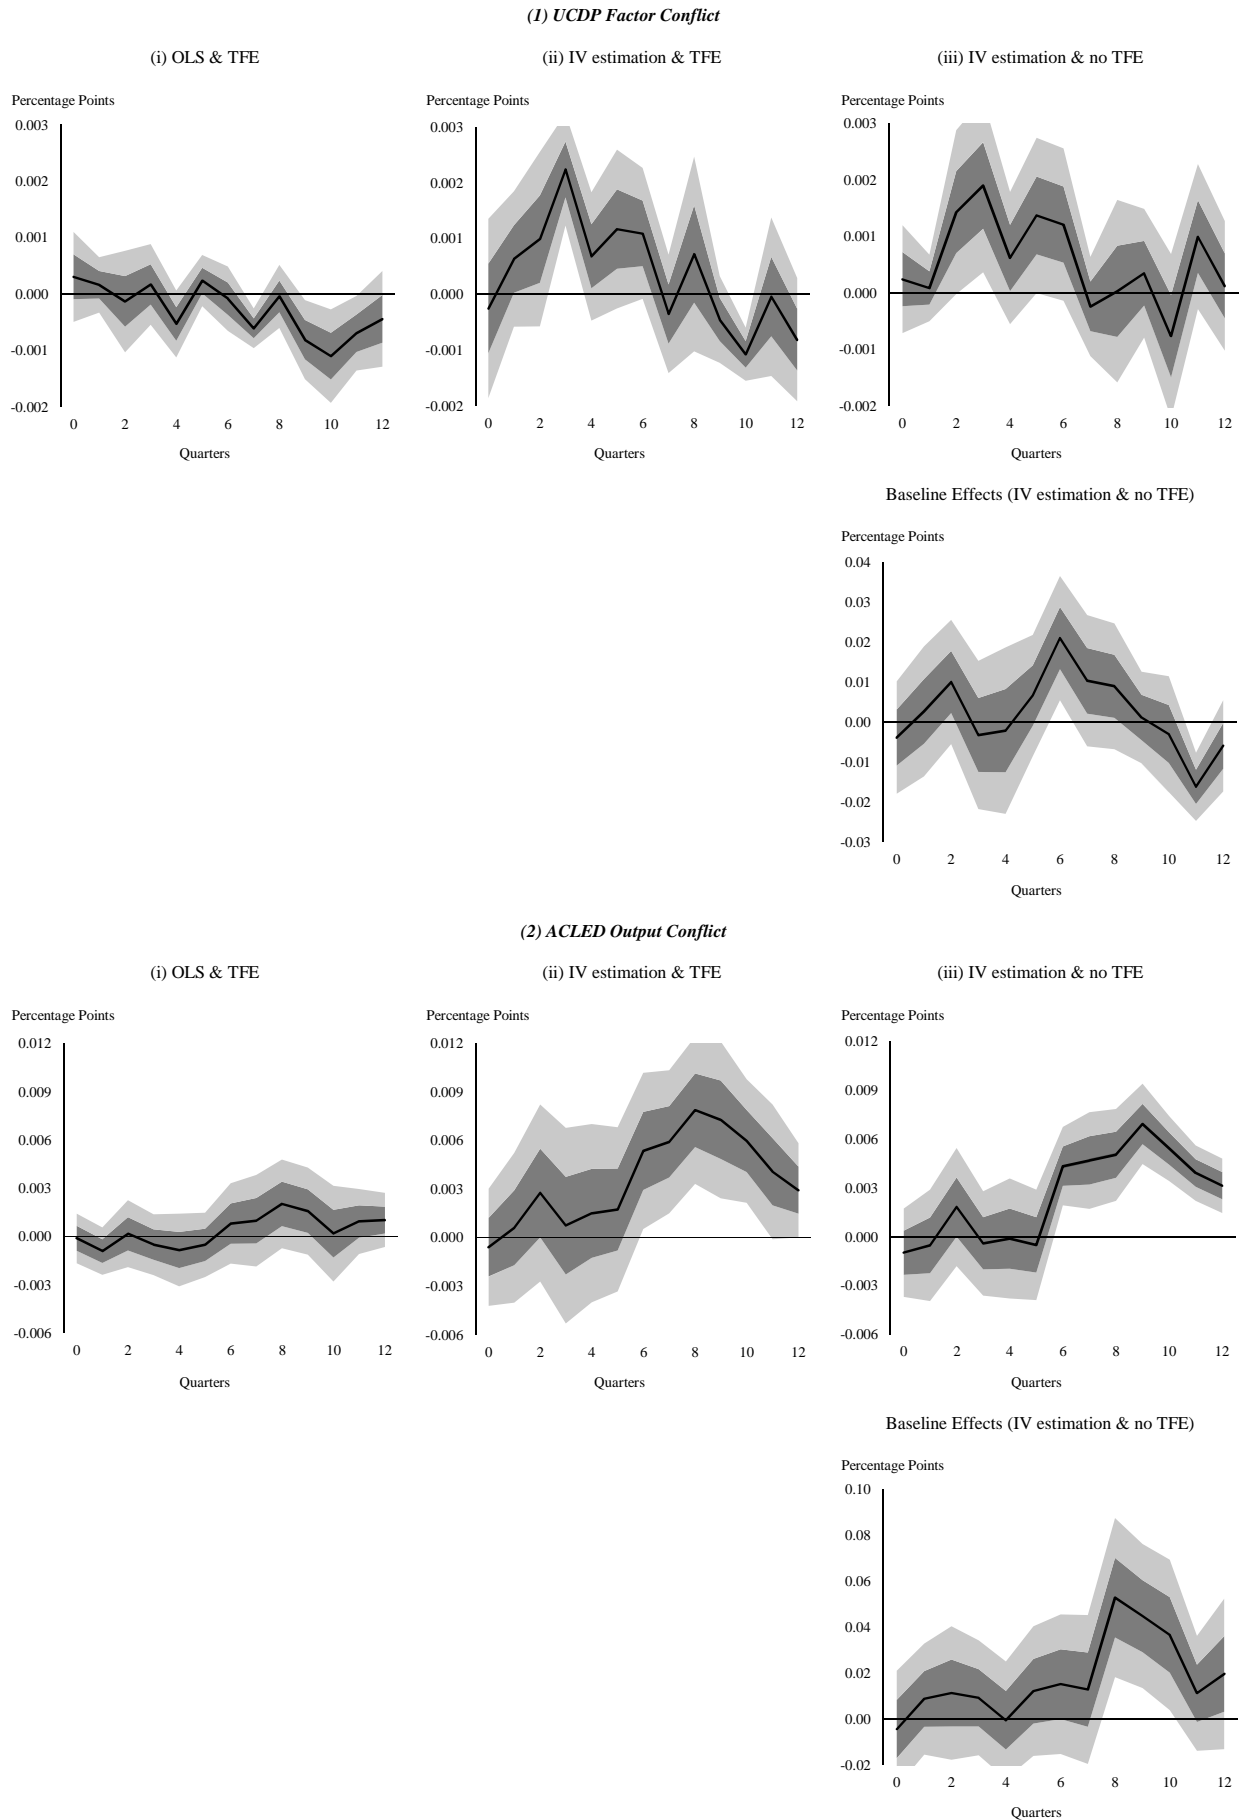 (1) UCDP Factor Conflict
(i) OLS & TFE
Percentage Points
0.003
0.002
0.001
0.000
-0.001
-0.002
0 2 4 6 8 10 12
Quarters
(ii) IV estimation & TFE
Percentage Points
0.003
0.002
0.001
0.000
-0.001
-0.002
0 2 4 6 8 10 12
Quarters
(iii) IV estimation & no TFE
Percentage Points
0.003
0.002
0.001
0.000
-0.001
-0.002
0 2 4 6 8 10 12
Quarters
Baseline Effects (IV estimation & no TFE)
Percentage Points
0.04
0.03
0.02
0.01
0.00
-0.01
-0.02
-0.03
0 2 4 6 8 10 12
Quarters
(2) ACLED Output Conflict
(i) OLS & TFE
Percentage Points
0.012
0.009
0.006
0.003
0.000
-0.003
-0.006
0 2 4 6 8 10 12
Quarters
(ii) IV estimation & TFE
Percentage Points
0.012
0.009
0.006
0.003
0.000
-0.003
-0.006
0 2 4 6 8 10 12
Quarters
(iii) IV estimation & no TFE
Percentage Points
0.012
0.009
0.006
0.003
0.000
-0.003
-0.006
0 2 4 6 8 10 12
Quarters
Baseline Effects (IV estimation & no TFE)
Percentage Points
0.10
0.08
0.06
0.04
0.02
0.00
-0.02
0 2 4 6 8 10 12
Quarters